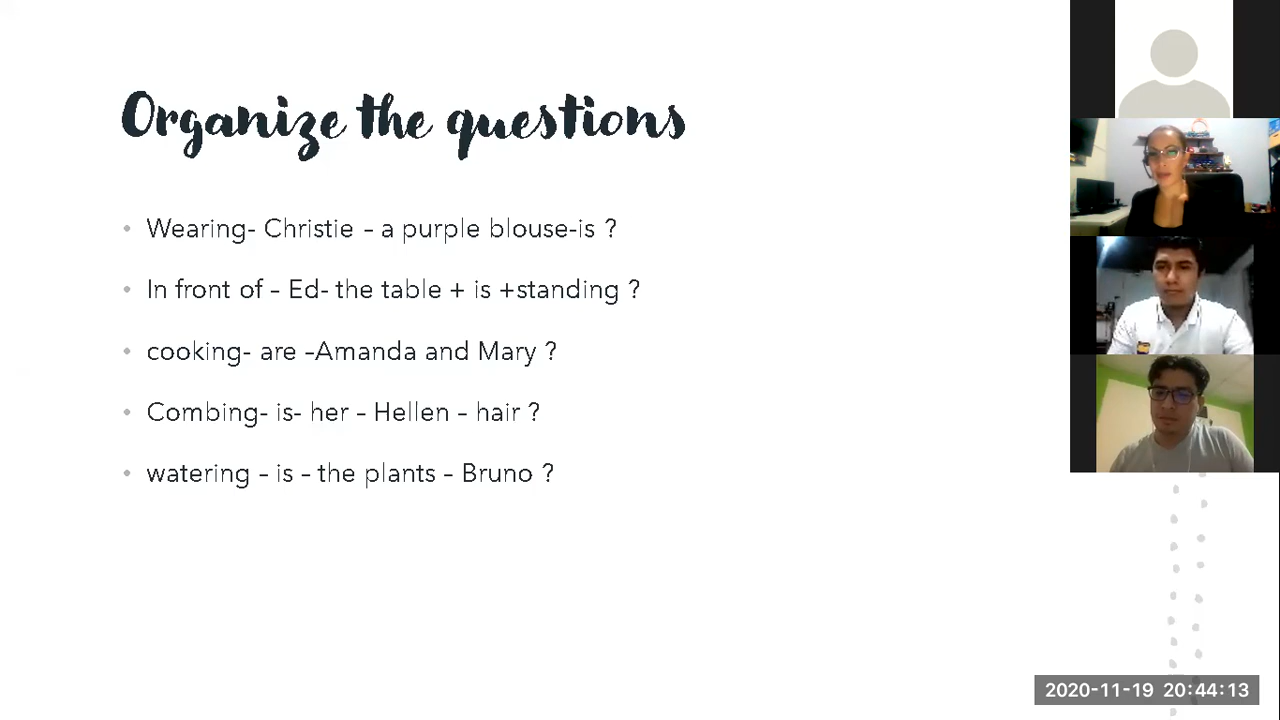 Organize the questions
• Wearing- Christie – a purple blouse-is ?
• In front of – Ed- the table + is +standing ?
• cooking- are –Amanda and Mary ?
• Combing- is- her – Hellen – hair ?
• watering – is – the plants – Bruno ?
2020-11-19 20:44:13